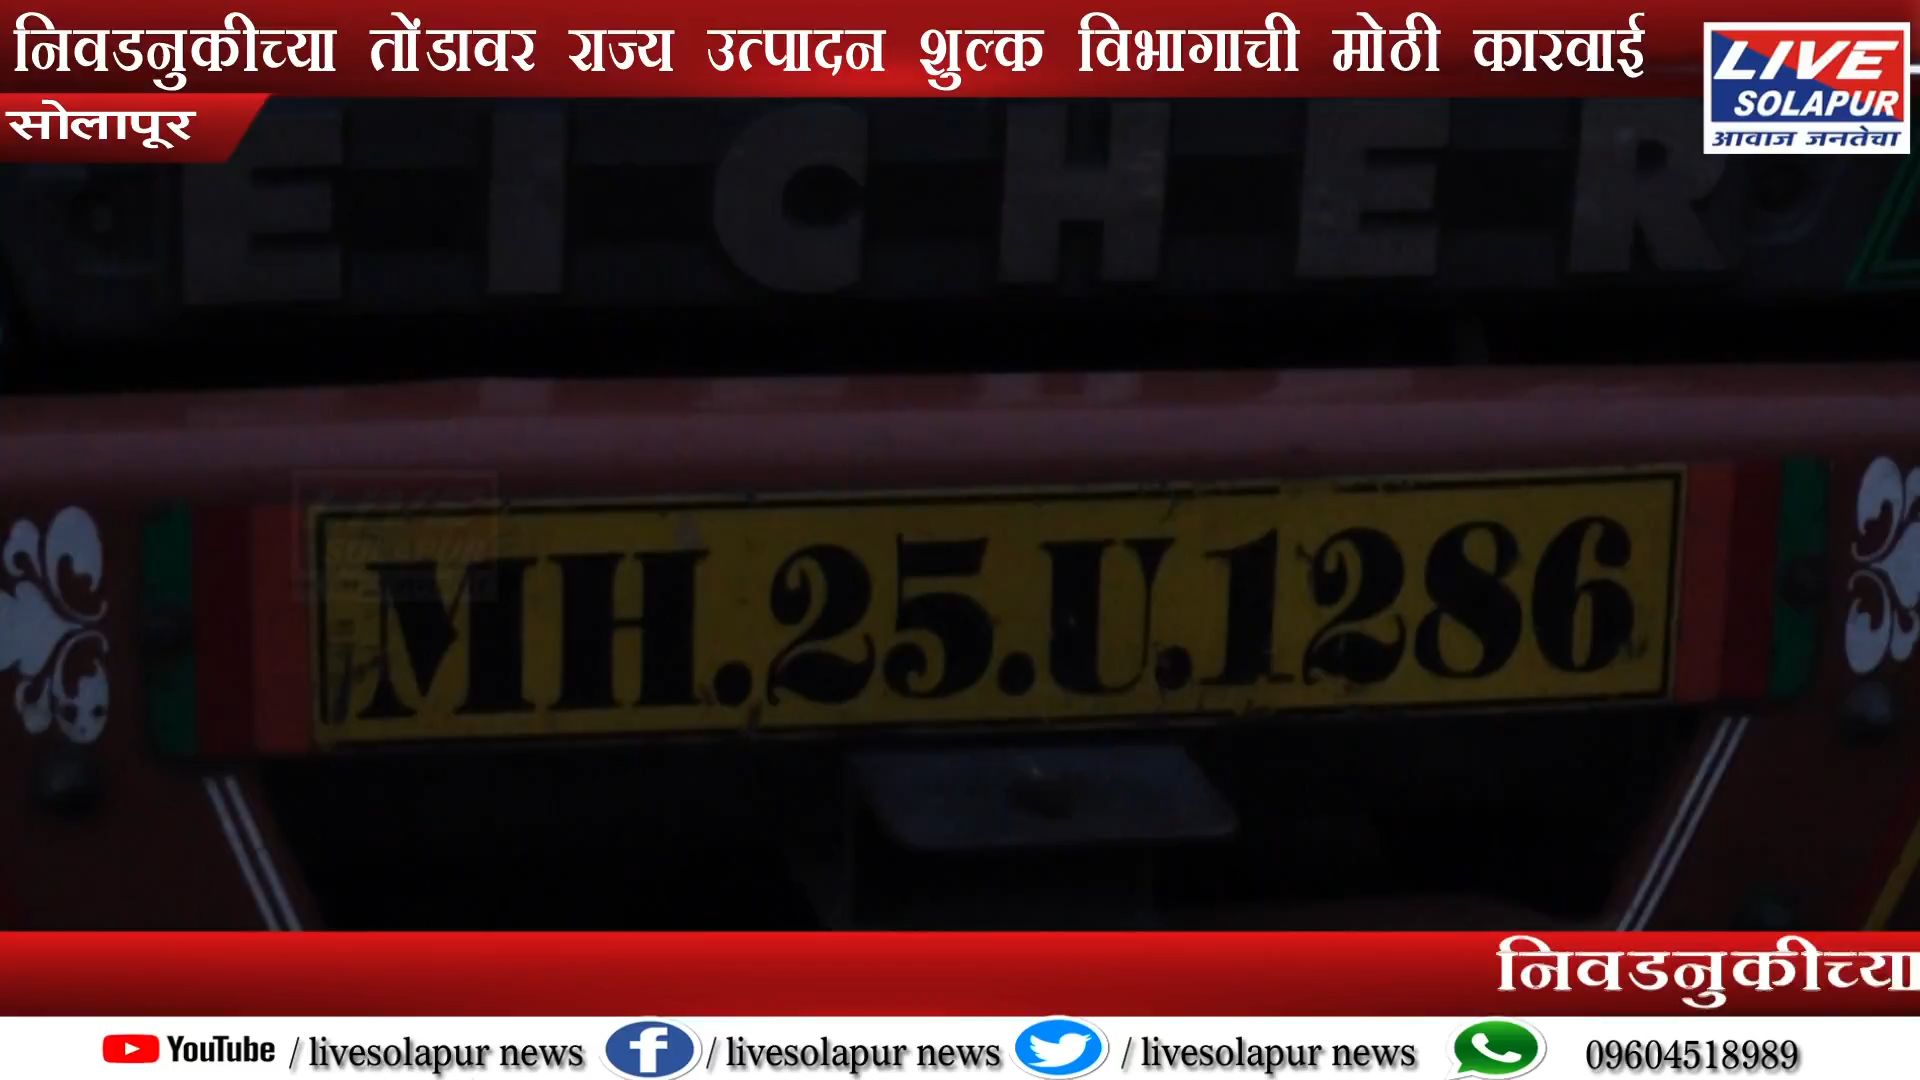 निवडनुकीच्या तोंडावर राज्य उत्पादन शुल्क विभागाची मोठी कारवाई
LIVE
SOLAPUR
आवाज जनतेचा
सोलापूर
EICHER
MH.25.U.1286
निवडनुकीच्या
YouTube / livesolapur news f / livesolapur news / livesolapur news 09604518989